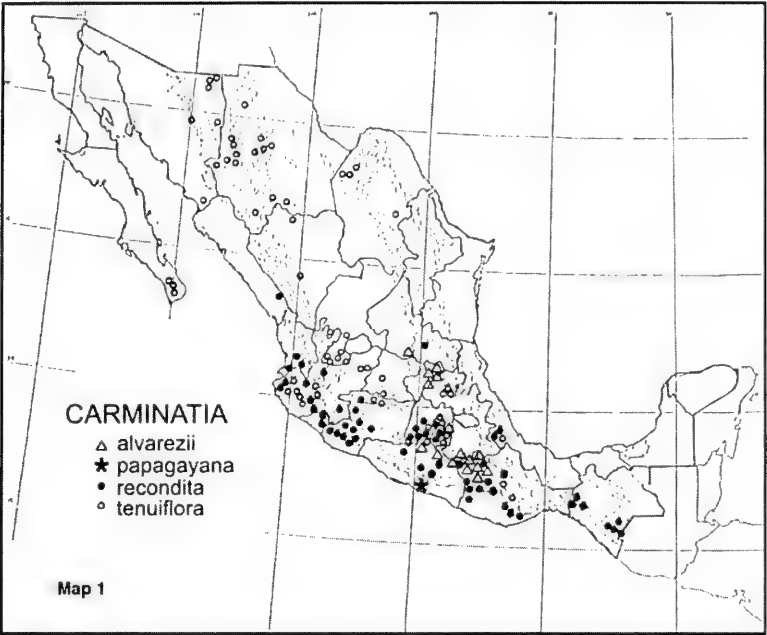 CARMINATIA
△ alvarezii
★ papagayana
● recondita
○ tenuiflora
Map 1